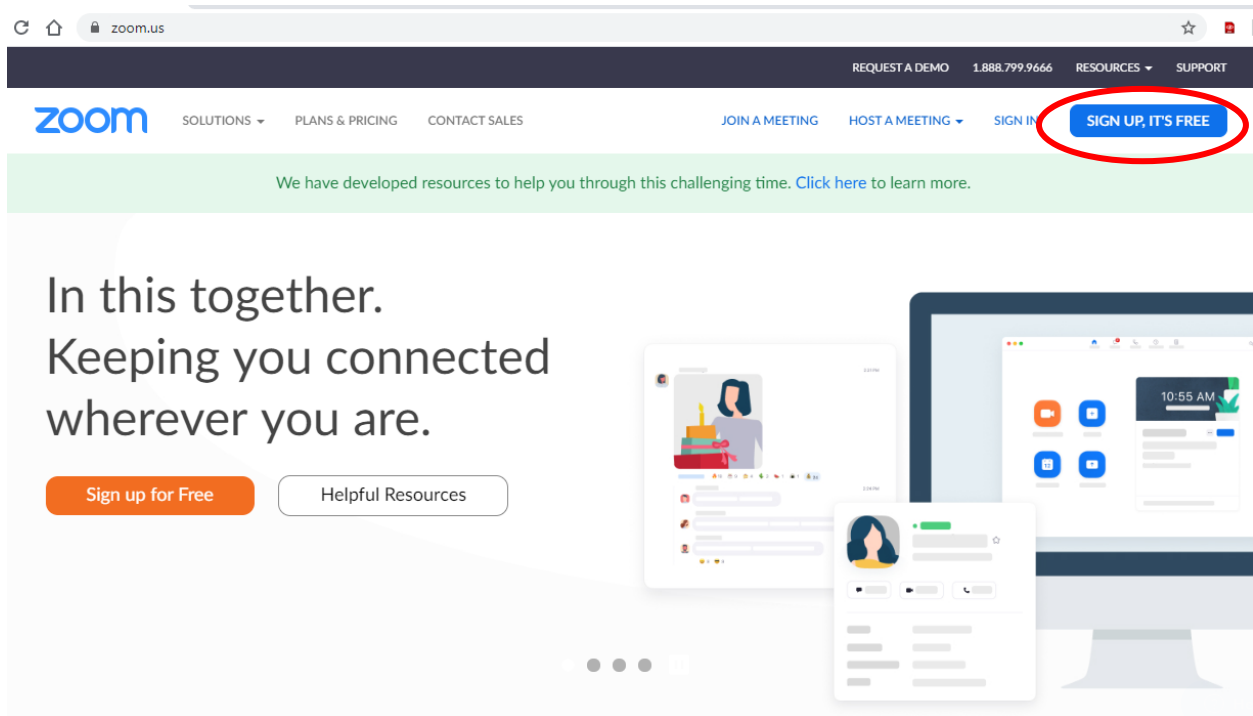 zoom.us
REQUEST A DEMO 1.888.799.9666 RESOURCES SUPPORT
zoom SOLUTIONS PLANS & PRICING CONTACT SALES JOIN A MEETING HOST A MEETING SIGN IN SIGN UP, IT'S FREE
We have developed resources to help you through this challenging time. Click here to learn more.
In this together.
Keeping you connected
wherever you are.
Sign up for Free Helpful Resources
10:55 AM